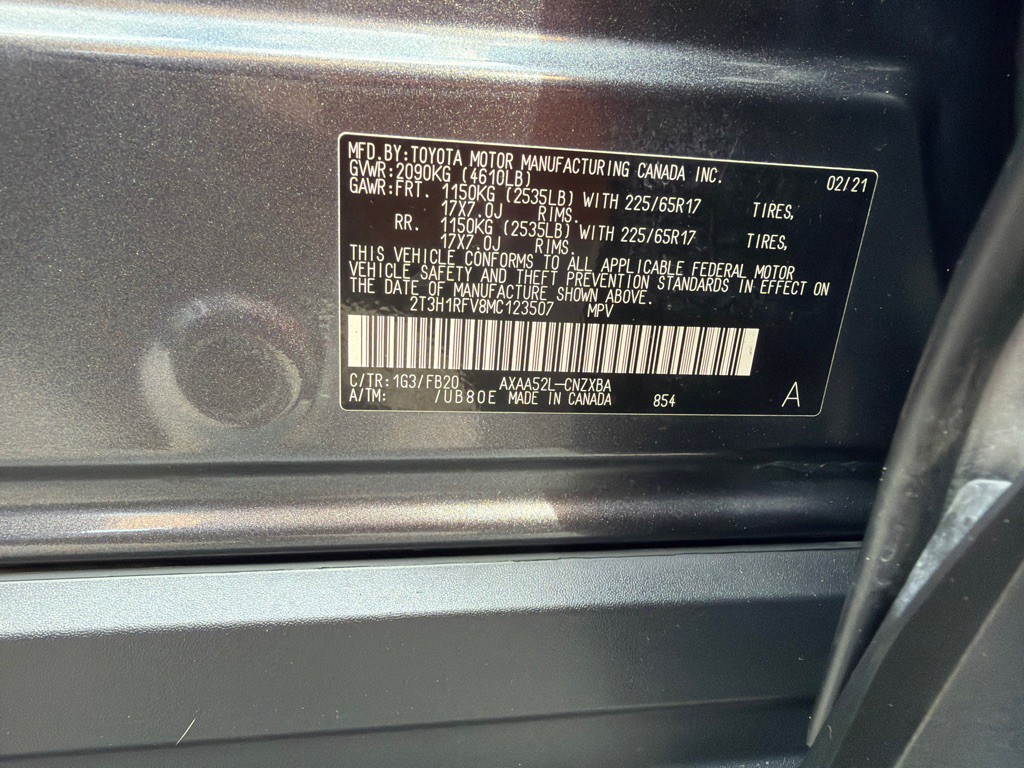 MFD.BY:TOYOTA MOTOR MANUFACTURING CANADA INC. 02/21
GVWR:2090KG (4610LB)
GAWR:FRT. 1150KG (2535LB) WITH 225/65R17 TIRES,
17X7.0J RIMS.
RR. 1150KG (2535LB) WITH 225/65R17 TIRES,
17X7.0J RIMS.
THIS VEHICLE CONFORMS TO ALL APPLICABLE FEDERAL MOTOR
VEHICLE SAFETY AND THEFT PREVENTION STANDARDS IN EFFECT ON
THE DATE OF MANUFACTURE SHOWN ABOVE.
2T3H1RFV8MC123507 MPV
C/TR:1G3/FB20 AXAA52L-CNZXBA
A/TM: /UB80E MADE IN CANADA 854 A